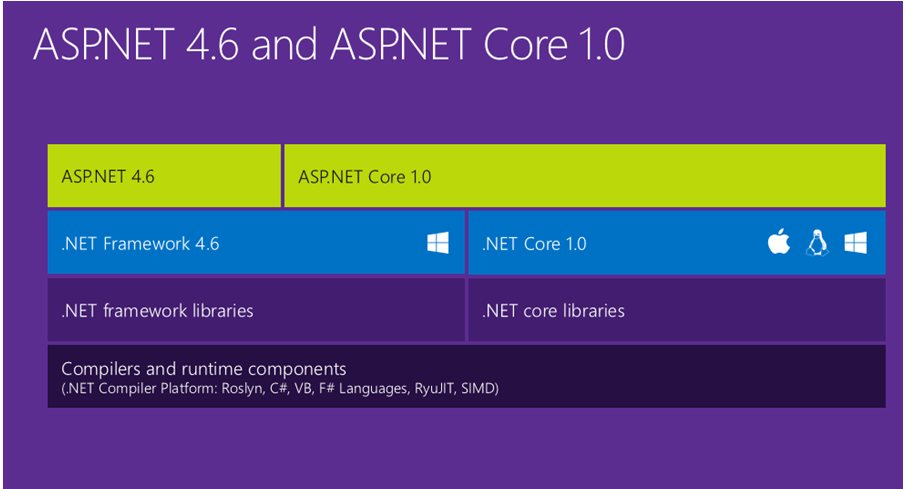 ASP.NET 4.6 and ASP.NET Core 1.0
ASP.NET 4.6
ASP.NET Core 1.0
.NET Framework 4.6
.NET Core 1.0
.NET framework libraries
.NET core libraries
Compilers and runtime components
(.NET Compiler Platform: Roslyn, C#, VB, F# Languages, RyuJIT, SIMD)